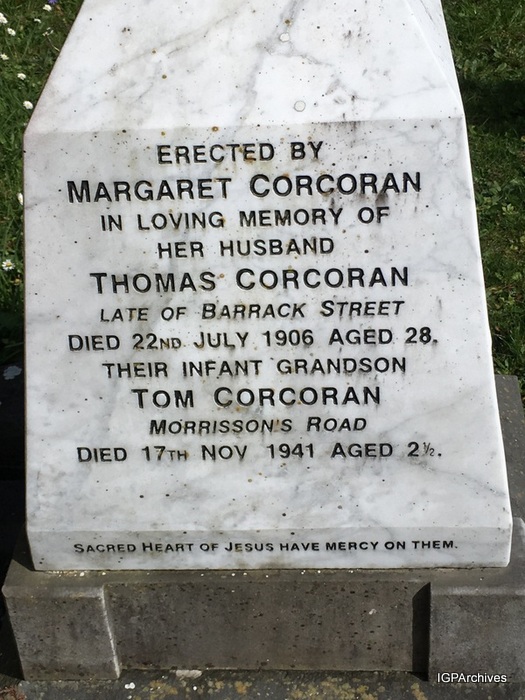 ERECTED BY
MARGARET CORCORAN
IN LOVING MEMORY OF
HER HUSBAND
THOMAS CORCORAN
LATE OF BARRACK STREET
DIED 22ND JULY 1906 AGED 28.
THEIR INFANT GRANDSON
TOM CORCORAN
MORRISSON'S ROAD
DIED 17TH NOV 1941 AGED 2½.
SACRED HEART OF JESUS HAVE MERCY ON THEM.
IGPArchives